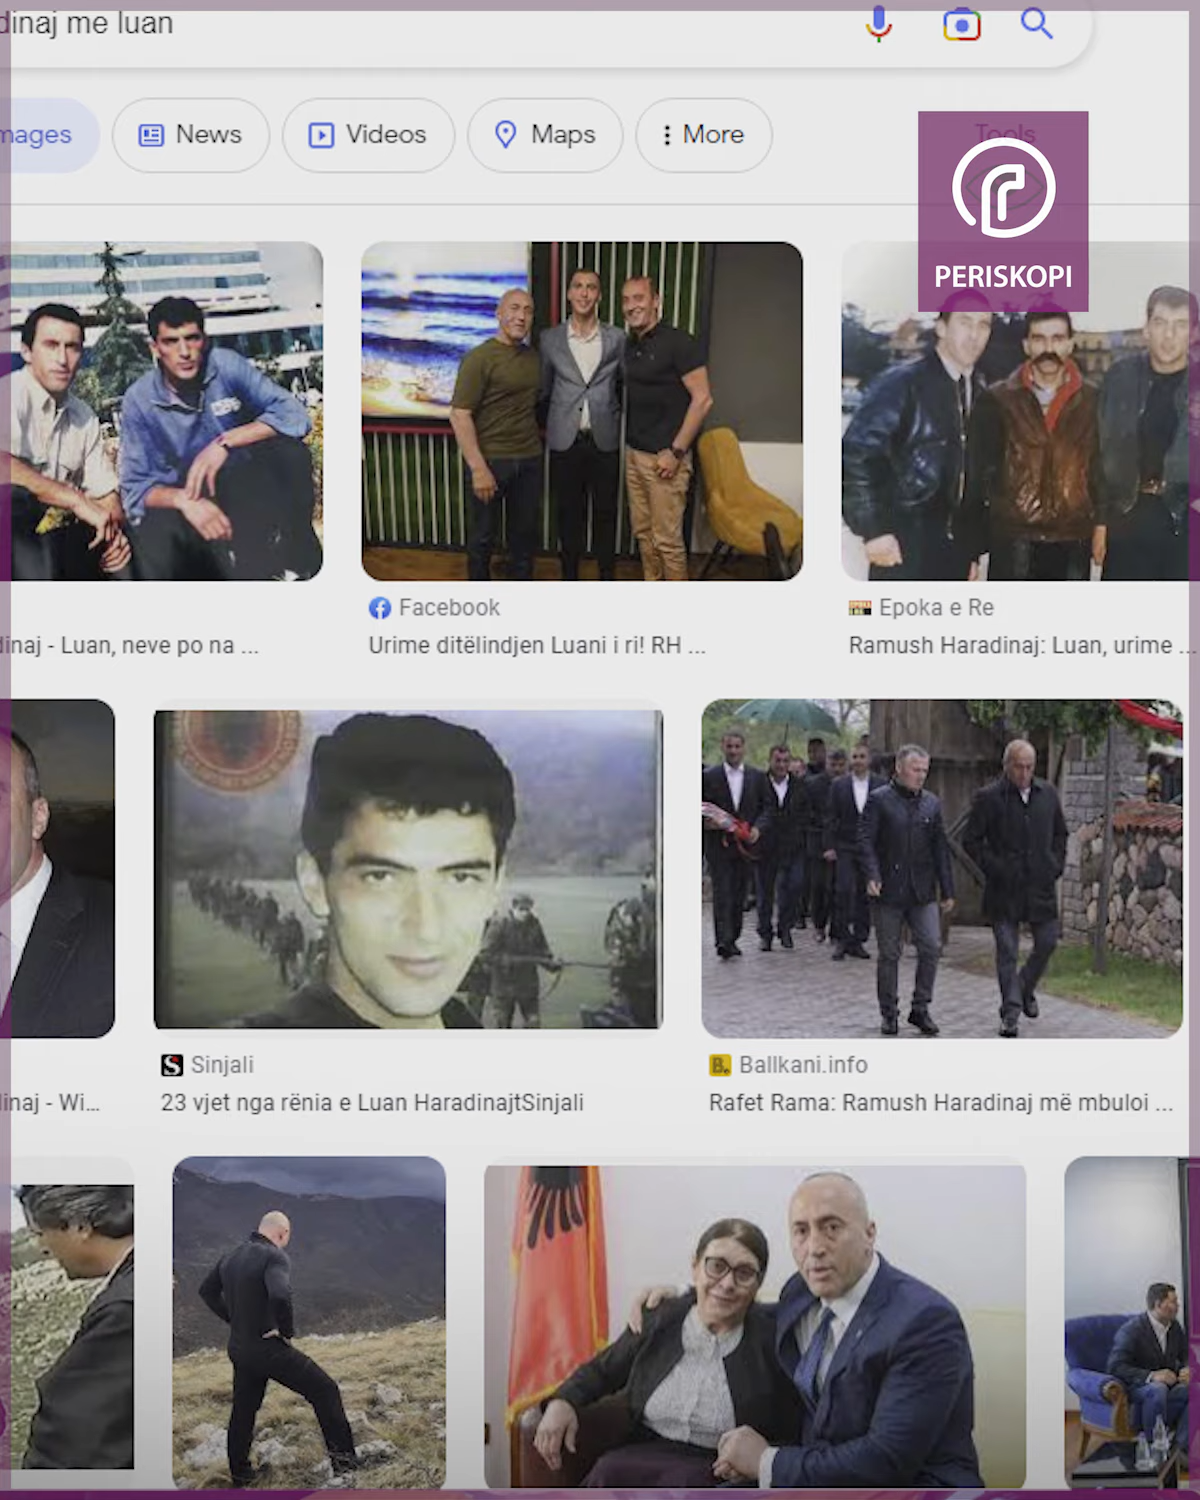 dinaj me luan
mages News Videos Maps More
Tools
PERISKOPI
Facebook Epoka e Re
dinaj - Luan, neve po na ... Urime ditëlindjen Luani i ri! RH ... Ramush Haradinaj: Luan, urime ...
Sinjali Ballkani.info
dinaj - Wi... 23 vjet nga rënia e Luan HaradinajtSinjali Rafet Rama: Ramush Haradinaj më mbuloi ...